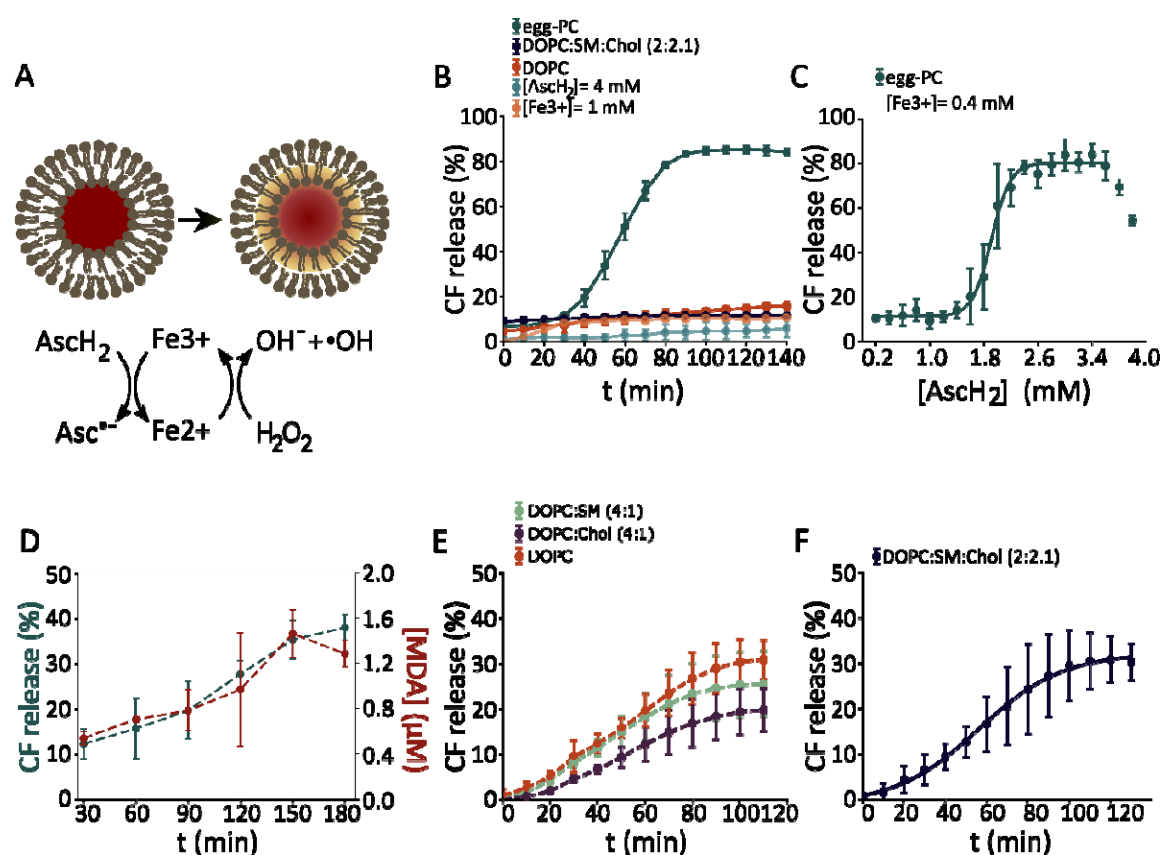 A
AscH2 Fe3+ OH− + •OH
Asc•− Fe2+ H2O2
B
egg-PC
DOPC:SM:Chol (2:2.1)
DOPC
[AscH2]= 4 mM
[Fe3+]= 1 mM
CF release (%)
100
80
60
40
20
0
0 20 40 60 80 100 120 140
t (min)
C
egg-PC
[Fe3+]= 0.4 mM
CF release (%)
100
80
60
40
20
0
0.2 1.0 1.8 2.6 3.4 4.0
[AscH2] (mM)
D
CF release (%)
50
40
30
20
10
0
2.0
1.6
1.2
0.8
0.4
0.0
[MDA] (µM)
30 60 90 120 150 180
t (min)
E
DOPC:SM (4:1)
DOPC:Chol (4:1)
DOPC
CF release (%)
50
40
30
20
10
0
0 20 40 60 80 100 120
t (min)
F
DOPC:SM:Chol (2:2.1)
CF release (%)
50
40
30
20
10
0
0 20 40 60 80 100 120
t (min)